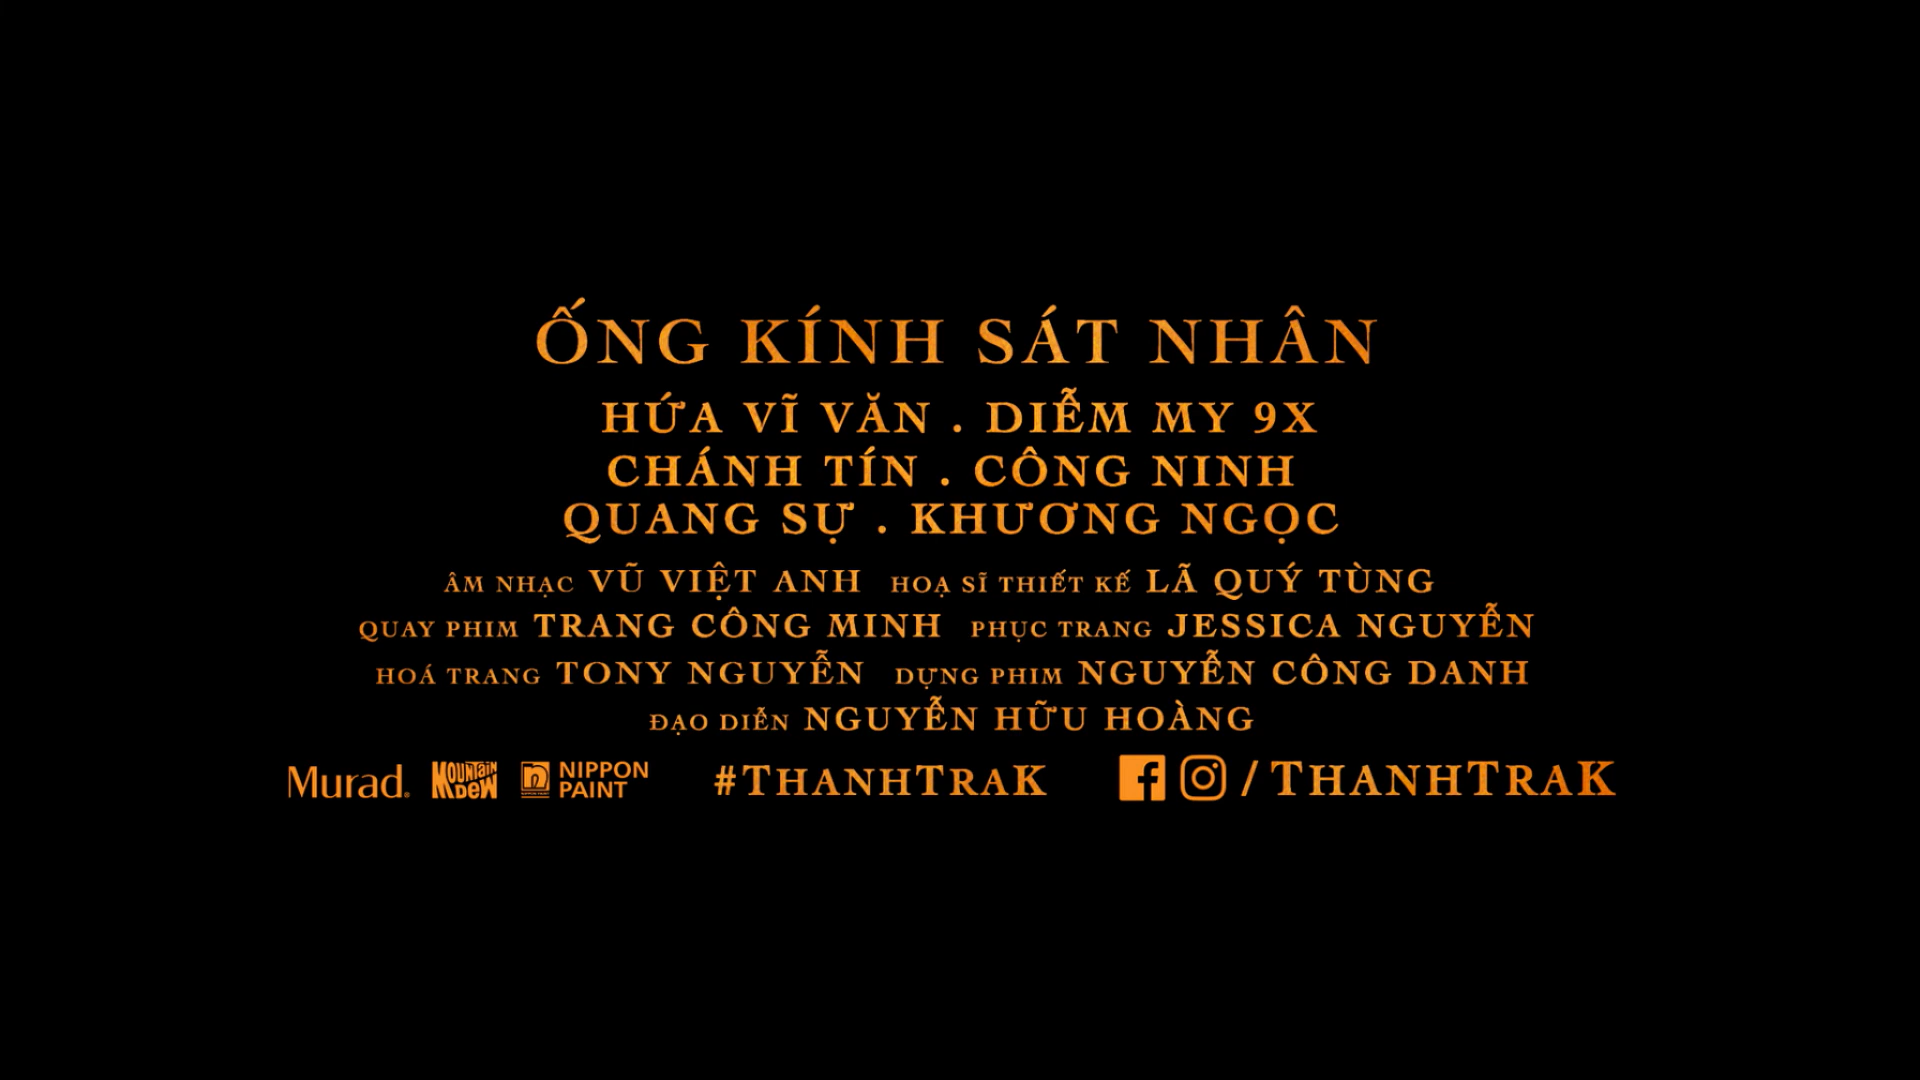 ỐNG KÍNH SÁT NHÂN
HỨA VĨ VĂN . DIỄM MY 9X
CHÁNH TÍN . CÔNG NINH
QUANG SỰ . KHƯƠNG NGỌC
ÂM NHẠC VŨ VIỆT ANH HOẠ SĨ THIẾT KẾ LÃ QUÝ TÙNG
QUAY PHIM TRANG CÔNG MINH PHỤC TRANG JESSICA NGUYỄN
HOÁ TRANG TONY NGUYỄN DỰNG PHIM NGUYỄN CÔNG DANH
ĐẠO DIỄN NGUYỄN HỮU HOÀNG
Murad. MOUNTAIN DEW NIPPON PAINT #THANHTRAK / THANHTRAK